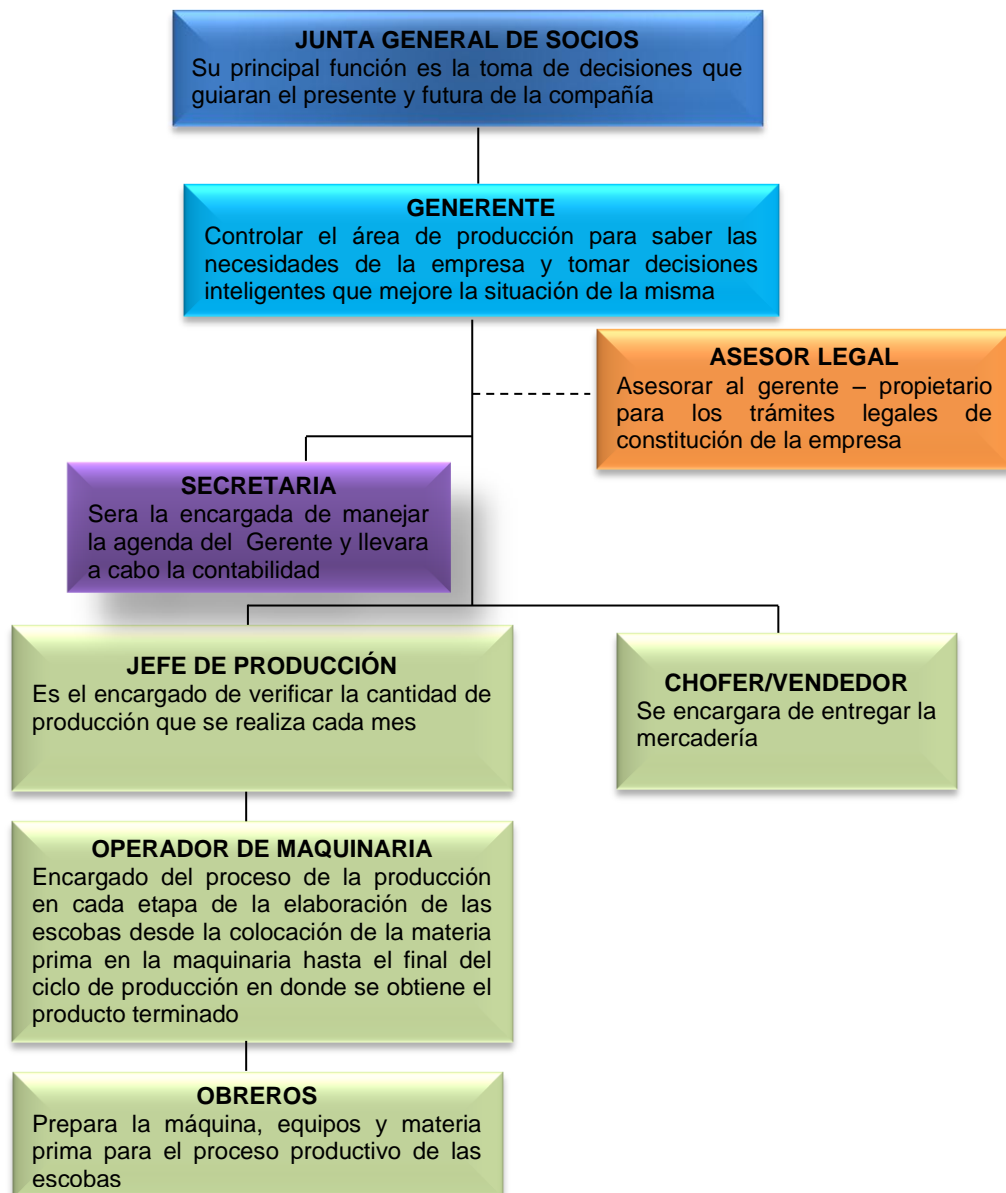 JUNTA GENERAL DE SOCIOS
Su principal función es la toma de decisiones que
guiaran el presente y futura de la compañía
GENERENTE
Controlar el área de producción para saber las
necesidades de la empresa y tomar decisiones
inteligentes que mejore la situación de la misma
ASESOR LEGAL
Asesorar al gerente – propietario
para los trámites legales de
constitución de la empresa
SECRETARIA
Sera la encargada de manejar
la agenda del Gerente y llevara
a cabo la contabilidad
JEFE DE PRODUCCIÓN
Es el encargado de verificar la cantidad de
producción que se realiza cada mes
CHOFER/VENDEDOR
Se encargara de entregar la
mercadería
OPERADOR DE MAQUINARIA
Encargado del proceso de la producción
en cada etapa de la elaboración de las
escobas desde la colocación de la materia
prima en la maquinaria hasta el final del
ciclo de producción en donde se obtiene el
producto terminado
OBREROS
Prepara la máquina, equipos y materia
prima para el proceso productivo de las
escobas